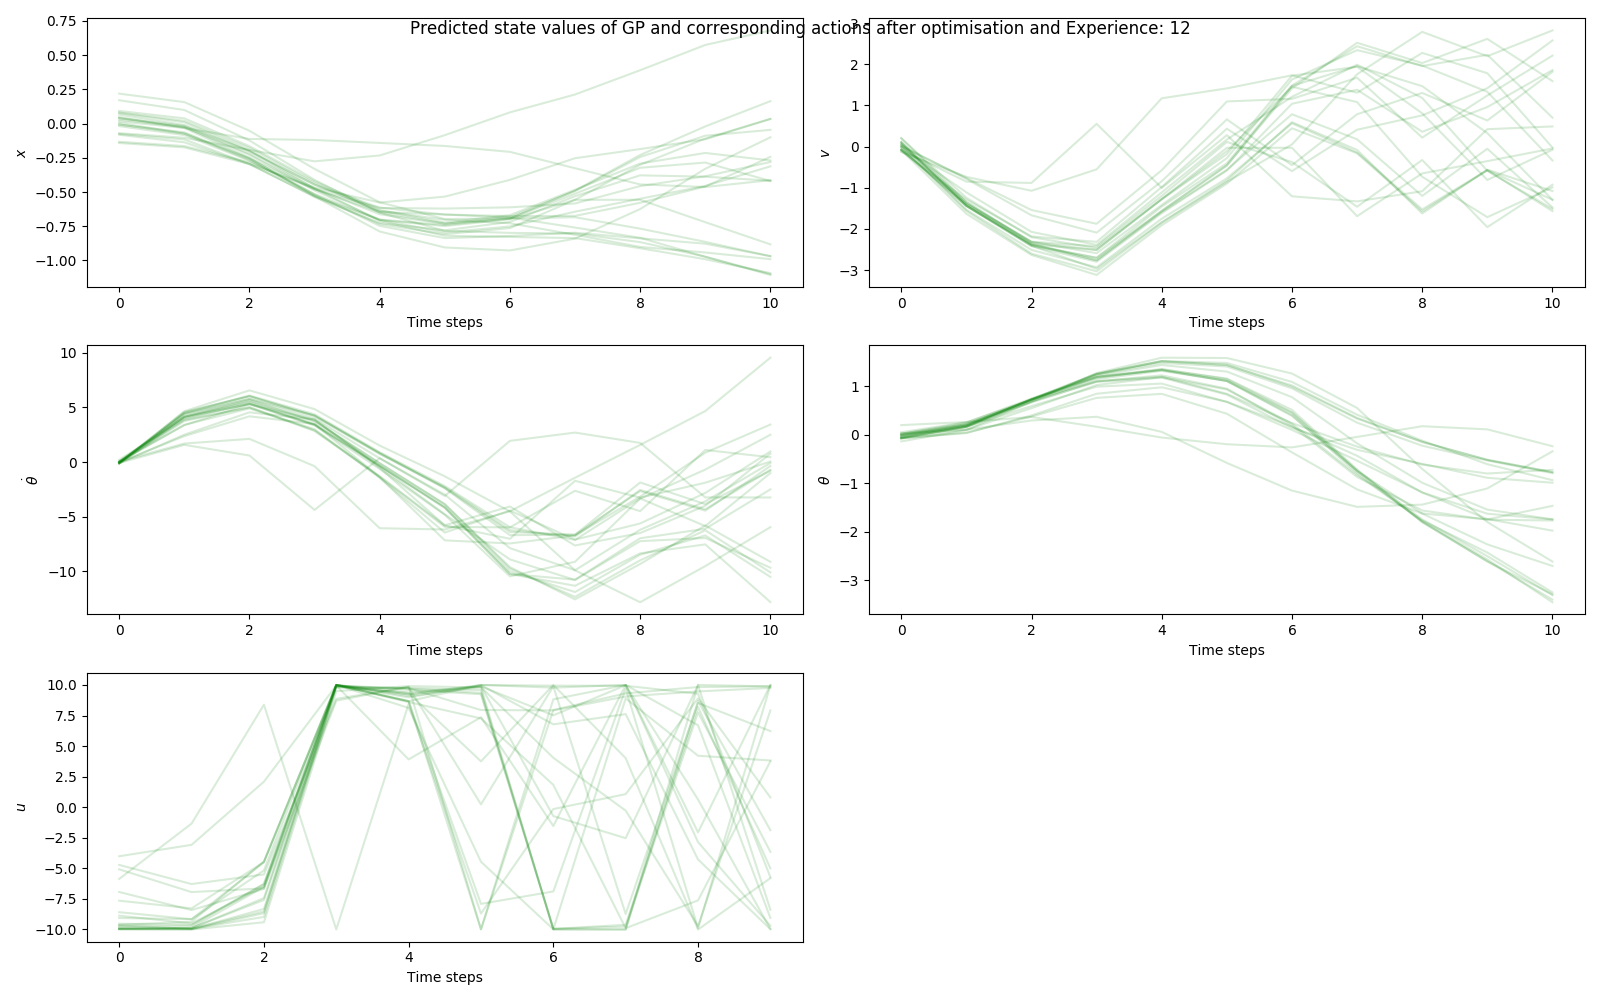 Predicted state values of GP and corresponding actions after optimisation and Experience: 12
0.75
0.50
0.25
0.00
−0.25
−0.50
−0.75
−1.00
x
0 2 4 6 8 10
Time steps
3
2
1
0
−1
−2
−3
v
0 2 4 6 8 10
Time steps
10
5
0
−5
−10
θ̇
0 2 4 6 8 10
Time steps
1
0
−1
−2
−3
θ
0 2 4 6 8 10
Time steps
10.0
7.5
5.0
2.5
0.0
−2.5
−5.0
−7.5
−10.0
u
0 2 4 6 8
Time steps